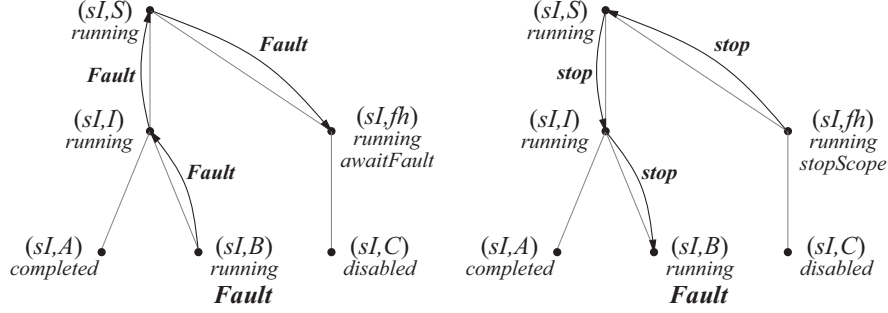 (sI,S)
running
Fault
Fault
(sI,I)
running
(sI,fh)
running
awaitFault
Fault
(sI,A)
completed
(sI,B)
running
Fault
(sI,C)
disabled
(sI,S)
running
stop
stop
(sI,I)
running
(sI,fh)
running
stopScope
stop
(sI,A)
completed
(sI,B)
running
Fault
(sI,C)
disabled